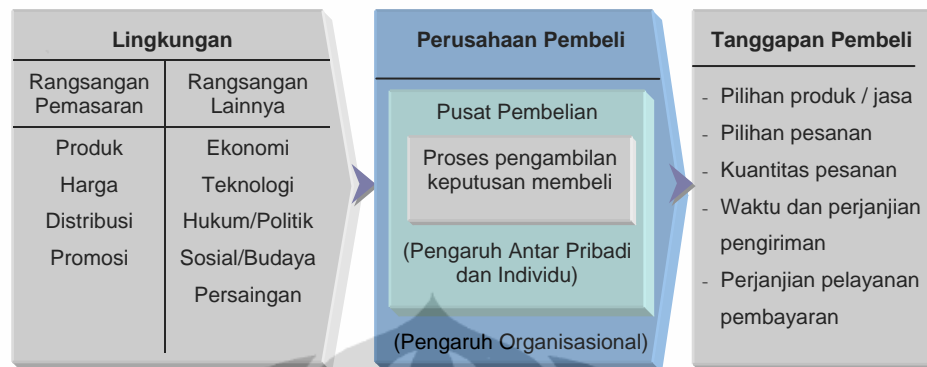 Lingkungan
Rangsangan
Pemasaran
Produk
Harga
Distribusi
Promosi
Rangsangan
Lainnya
Ekonomi
Teknologi
Hukum/Politik
Sosial/Budaya
Persaingan
Perusahaan Pembeli
Pusat Pembelian
Proses pengambilan
keputusan membeli
(Pengaruh Antar Pribadi
dan Individu)
(Pengaruh Organisasional)
Tanggapan Pembeli
- Pilihan produk / jasa
- Pilihan pesanan
- Kuantitas pesanan
- Waktu dan perjanjian
pengiriman
- Perjanjian pelayanan
pembayaran